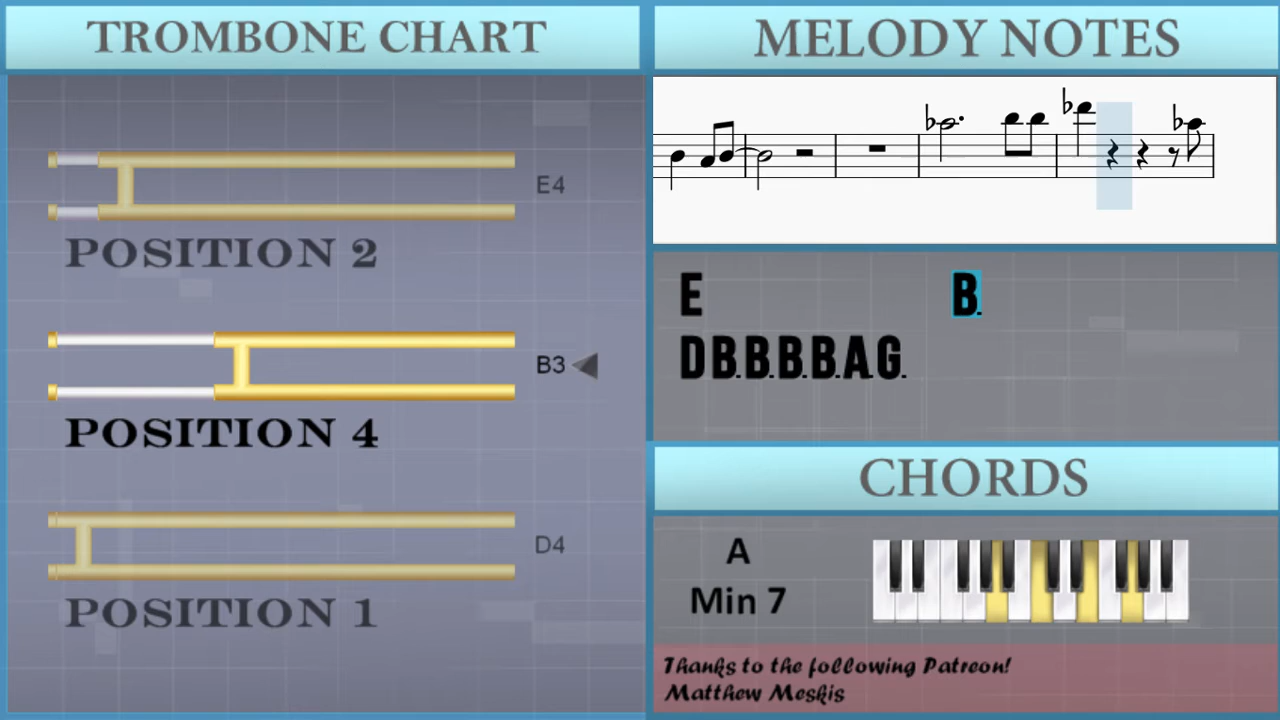 TROMBONE CHART
E4
POSITION 2
B3
POSITION 4
D4
POSITION 1
MELODY NOTES
E B.
D B. B. B. B. A. G.
CHORDS
A
Min 7
Thanks to the following Patreon!
Matthew Meskis